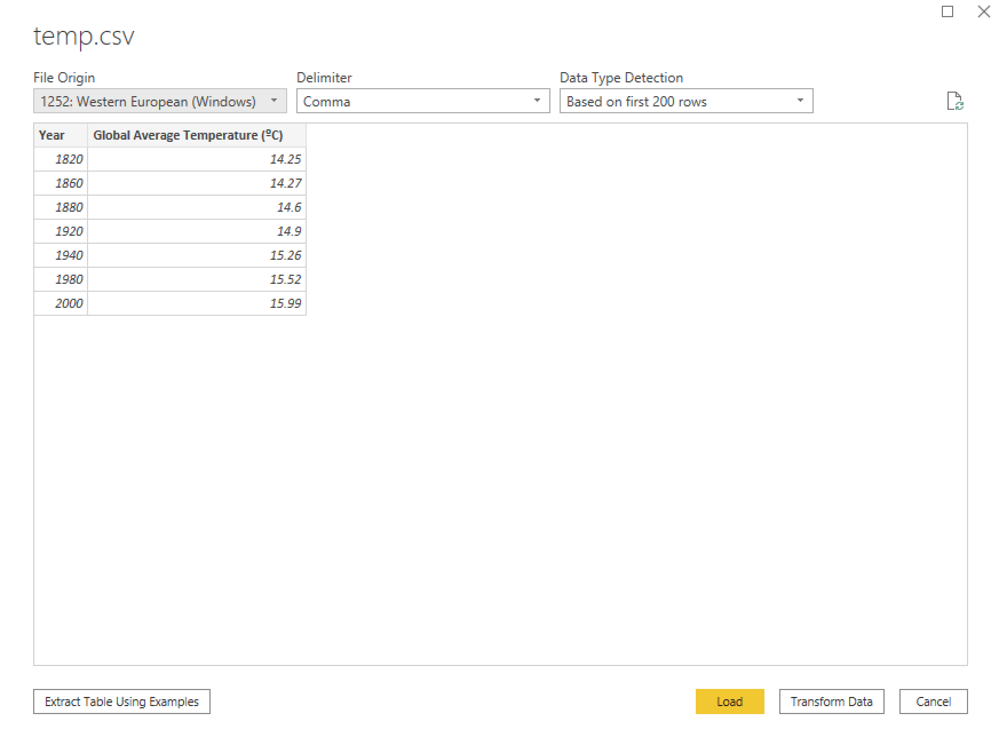 temp.csv
File Origin Delimiter Data Type Detection
1252: Western European (Windows) Comma Based on first 200 rows
Year Global Average Temperature (ºC)
1820 14.25
1860 14.27
1880 14.6
1920 14.9
1940 15.26
1980 15.52
2000 15.99
Extract Table Using Examples Load Transform Data Cancel